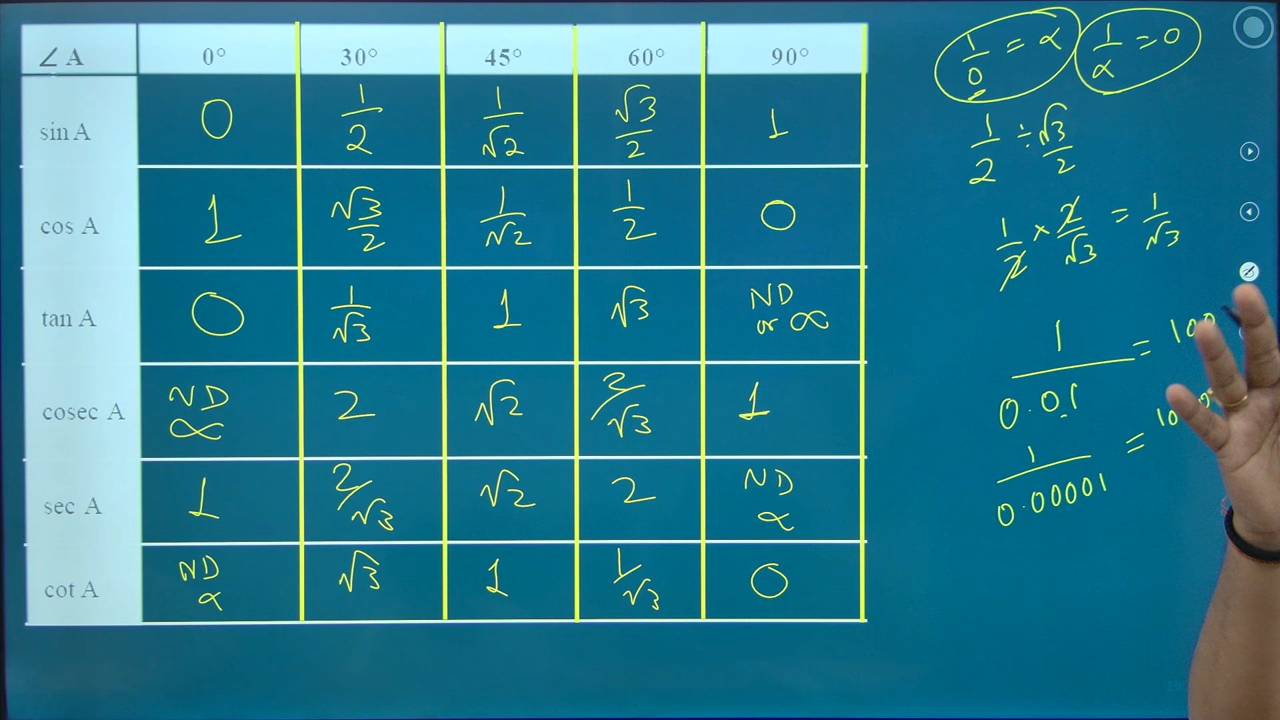 ∠A 0° 30° 45° 60° 90°
sin A 0 1/2 1/√2 √3/2 1
cos A 1 √3/2 1/√2 1/2 0
tan A 0 1/√3 1 √3 ND or ∝
cosec A ND ∝ 2 √2 2/√3 1
sec A 1 2/√3 √2 2 ND ∝
cot A ND ∝ √3 1 1/√3 0
1/0 = ∝
1/∝ = 0
1/2 ÷ √3/2
1/2 × 2/√3 = 1/√3
1/0.01 = 100
1/0.00001 =